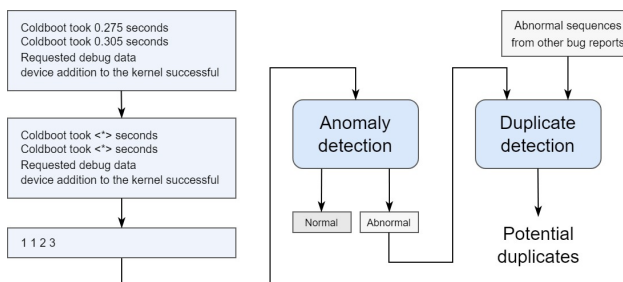 Coldboot took 0.275 seconds
Coldboot took 0.305 seconds
Requested debug data
device addition to the kernel successful
Coldboot took <*> seconds
Coldboot took <*> seconds
Requested debug data
device addition to the kernel successful
1 1 2 3
Anomaly
detection
Normal
Abnormal
Abnormal sequences
from other bug reports
Duplicate
detection
Potential
duplicates